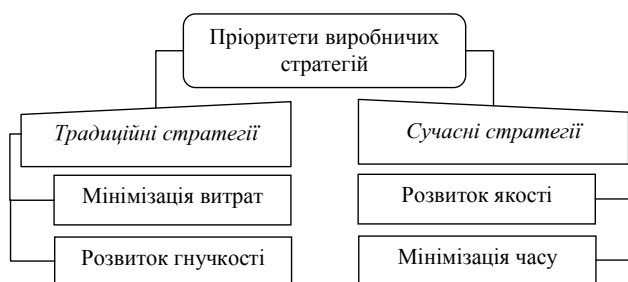 Пріоритети виробничих
стратегій
Традиційні стратегії
Сучасні стратегії
Мінімізація витрат
Розвиток якості
Розвиток гнучкості
Мінімізація часу